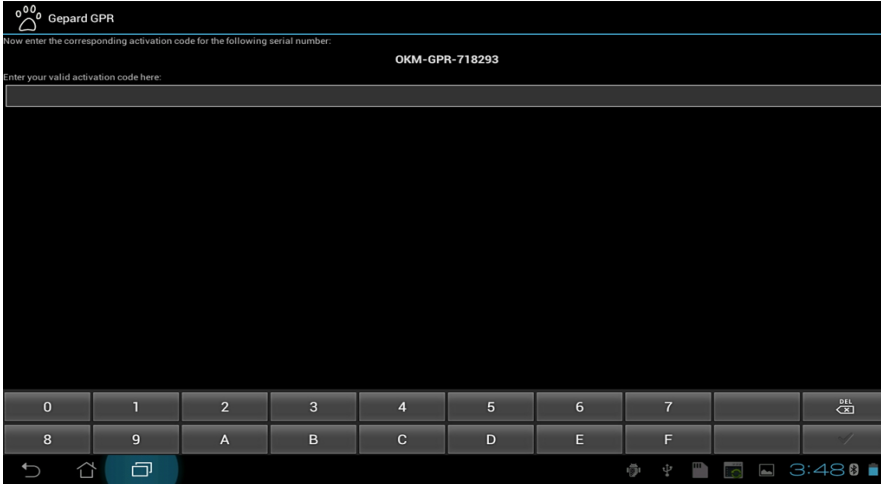 Gepard GPR
Now enter the corresponding activation code for the following serial number:
OKM-GPR-718293
Enter your valid activation code here:
0 1 2 3 4 5 6 7 DEL
8 9 A B C D E F
3:48